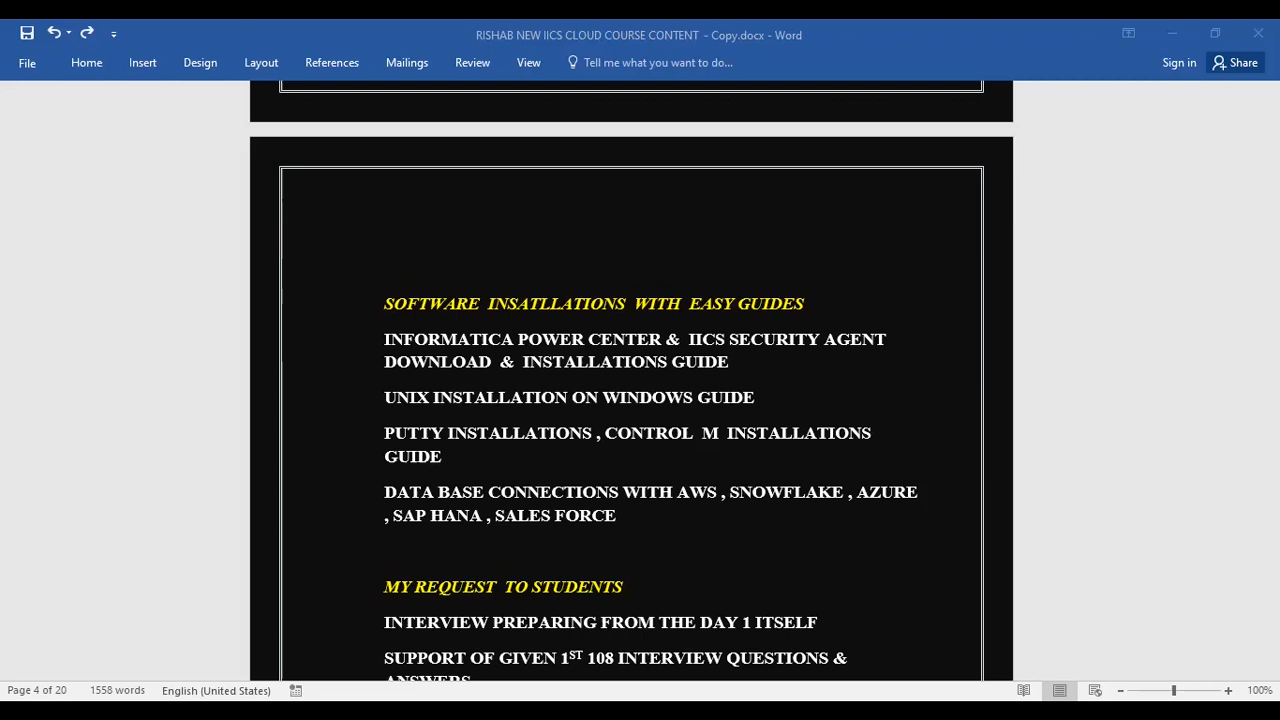 RISHAB NEW IICS CLOUD COURSE CONTENT - Copy.docx - Word
File Home Insert Design Layout References Mailings Review View Tell me what you want to do... Sign in Share
SOFTWARE INSATLLATIONS WITH EASY GUIDES
INFORMATICA POWER CENTER & IICS SECURITY AGENT
DOWNLOAD & INSTALLATIONS GUIDE
UNIX INSTALLATION ON WINDOWS GUIDE
PUTTY INSTALLATIONS , CONTROL M INSTALLATIONS
GUIDE
DATA BASE CONNECTIONS WITH AWS , SNOWFLAKE , AZURE
, SAP HANA , SALES FORCE
MY REQUEST TO STUDENTS
INTERVIEW PREPARING FROM THE DAY 1 ITSELF
SUPPORT OF GIVEN 1ST 108 INTERVIEW QUESTIONS &
ANSWERS
Page 4 of 20 1558 words English (United States) 100%